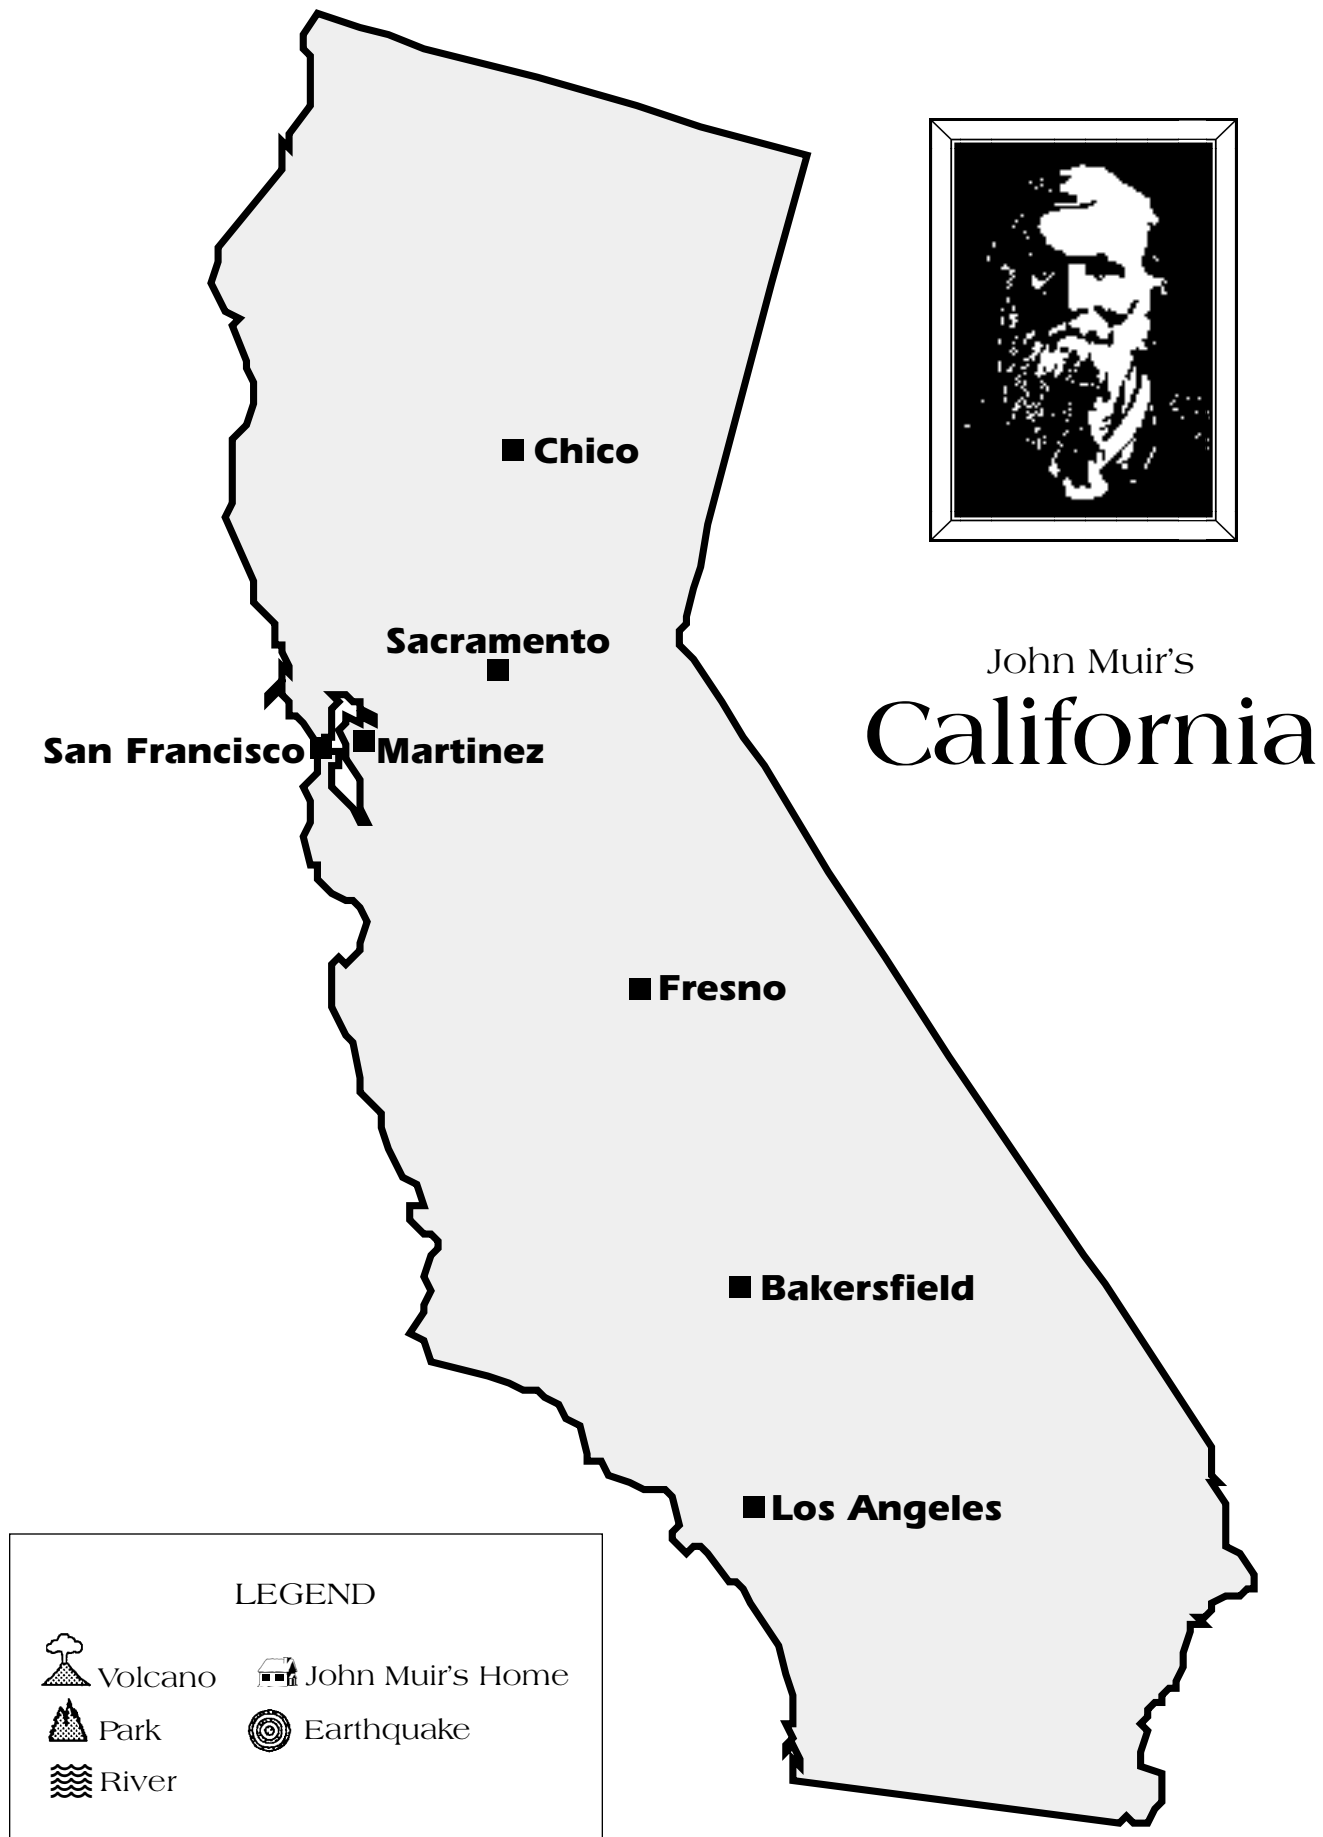 Chico
Sacramento
San Francisco
Martinez
John Muir's
California
Fresno
Bakersfield
Los Angeles
LEGEND
Volcano
John Muir's Home
Park
Earthquake
River